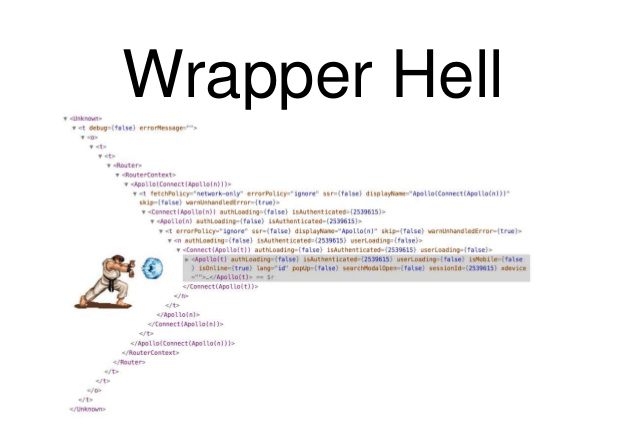 Wrapper Hell
▼ <Unknown>
▼ <t debug={false} errorMessage="">
▼ <o>
▼ <t>
▼ <t>
▼ <Router>
▼ <RouterContext>
▼ <Apollo(Connect(Apollo(n)))>
▼ <t fetchPolicy="network-only" errorPolicy="ignore" ssr={false} displayName="Apollo(Connect(Apollo(n)))"
skip={false} warnUnhandledError={true}>
▼ <Connect(Apollo(n)) authLoading={false} isAuthenticated={2539615}>
▼ <Apollo(n) authLoading={false} isAuthenticated={2539615}>
▼ <t errorPolicy="ignore" ssr={false} displayName="Apollo(n)" skip={false} warnUnhandledError={true}>
▼ <n authLoading={false} isAuthenticated={2539615} userLoading={false}>
▼ <Connect(Apollo(t)) authLoading={false} isAuthenticated={2539615} userLoading={false}>
▶ <Apollo(t) authLoading={false} isAuthenticated={2539615} userLoading={false} isMobile={false
} isOnline={true} lang="id" popUp={false} searchModalOpen={false} sessionId={2539615} xdevice
="">…</Apollo(t)> == $r
</Connect(Apollo(t))>
</n>
</t>
</Apollo(n)>
</Connect(Apollo(n))>
</t>
</Apollo(Connect(Apollo(n)))>
</RouterContext>
</Router>
</t>
</t>
</o>
</t>
</Unknown>